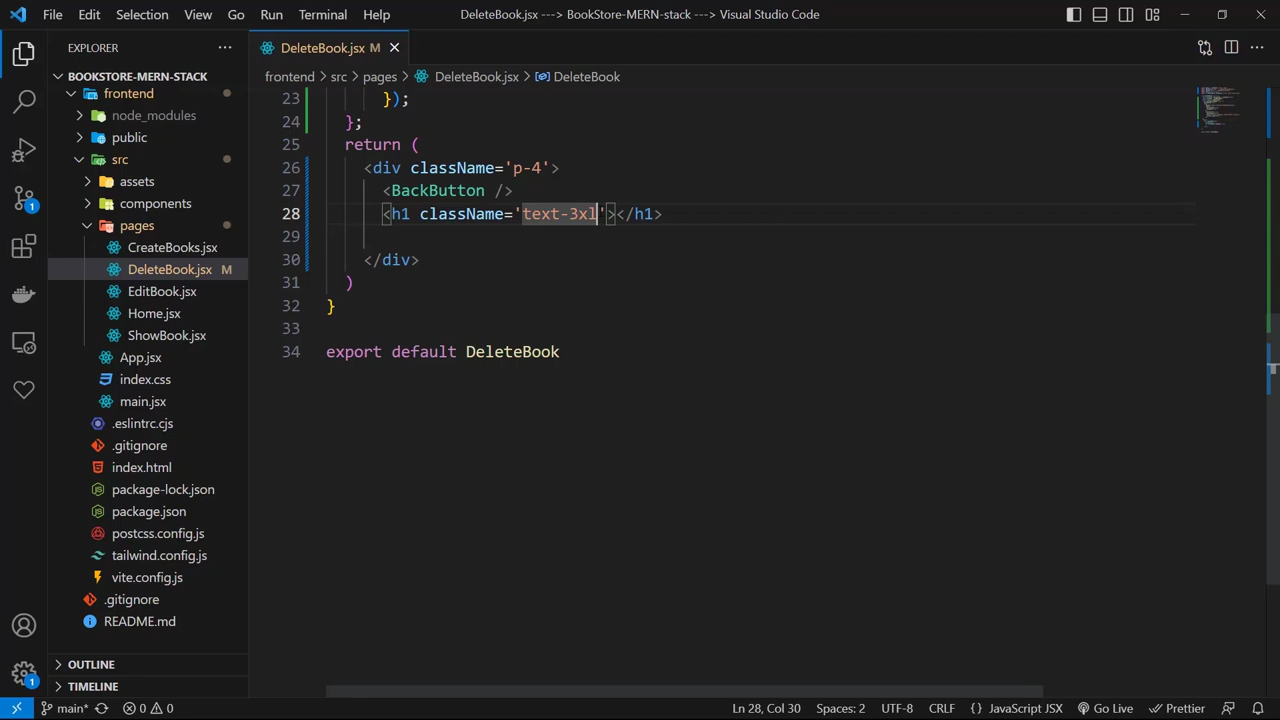 File Edit Selection View Go Run Terminal Help
DeleteBook.jsx ---> BookStore-MERN-stack ---> Visual Studio Code
EXPLORER
BOOKSTORE-MERN-STACK
frontend
node_modules
public
src
assets
components
pages
CreateBooks.jsx
DeleteBook.jsx M
EditBook.jsx
Home.jsx
ShowBook.jsx
App.jsx
index.css
main.jsx
.eslintrc.cjs
.gitignore
index.html
package-lock.json
package.json
postcss.config.js
tailwind.config.js
vite.config.js
.gitignore
README.md
OUTLINE
TIMELINE
1
1
DeleteBook.jsx M
frontend > src > pages > DeleteBook.jsx > DeleteBook
23 });
24 };
25 return (
26 <div className='p-4'>
27 <BackButton />
28 <h1 className='text-3xl'></h1>
29
30 </div>
31 )
32 }
33
34 export default DeleteBook
main* 0 0 Ln 28, Col 30 Spaces: 2 UTF-8 CRLF {} JavaScript JSX Go Live Prettier